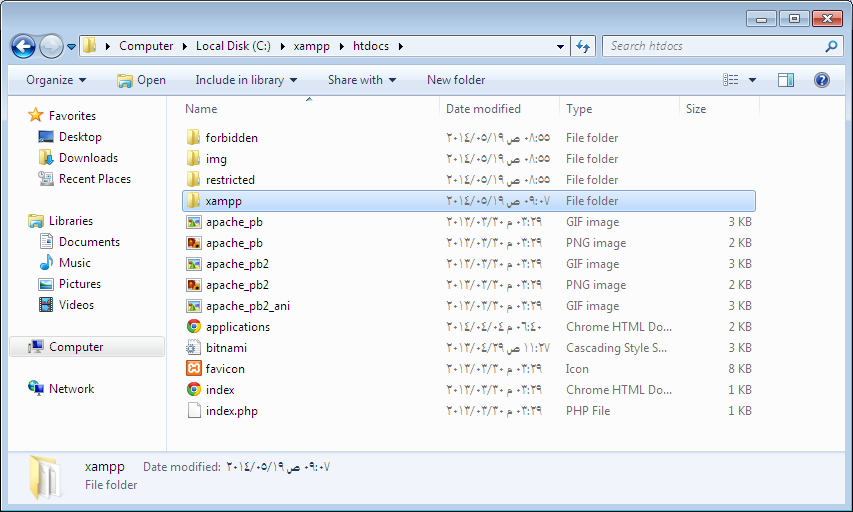 Computer Local Disk (C:) xampp htdocs Search htdocs
Organize Open Include in library Share with New folder
Name Date modified Type Size
Favorites
Desktop
Downloads
Recent Places
Libraries
Documents
Music
Pictures
Videos
Computer
Network
forbidden ٠٨:٥٥ ص ٢٠١٤/٠٥/١٩ File folder
img ٠٨:٥٥ ص ٢٠١٤/٠٥/١٩ File folder
restricted ٠٨:٥٥ ص ٢٠١٤/٠٥/١٩ File folder
xampp ٠٩:٠٧ ص ٢٠١٤/٠٥/١٩ File folder
apache_pb ٠٣:٢٩ م ٢٠١٣/٠٣/٣٠ GIF image 3 KB
apache_pb ٠٣:٢٩ م ٢٠١٣/٠٣/٣٠ PNG image 2 KB
apache_pb2 ٠٣:٢٩ م ٢٠١٣/٠٣/٣٠ GIF image 3 KB
apache_pb2 ٠٣:٢٩ م ٢٠١٣/٠٣/٣٠ PNG image 2 KB
apache_pb2_ani ٠٣:٢٩ م ٢٠١٣/٠٣/٣٠ GIF image 3 KB
applications ٠٦:٤٠ م ٢٠١٤/٠٤/٠٤ Chrome HTML Do... 2 KB
bitnami ١١:٢٧ ص ٢٠١٣/٠٤/٢٩ Cascading Style S... 3 KB
favicon ٠٣:٢٩ م ٢٠١٣/٠٣/٣٠ Icon 8 KB
index ٠٣:٢٩ م ٢٠١٣/٠٣/٣٠ Chrome HTML Do... 1 KB
index.php ٠٣:٢٩ م ٢٠١٣/٠٣/٣٠ PHP File 1 KB
xampp Date modified: ٠٩:٠٧ ص ٢٠١٤/٠٥/١٩
File folder